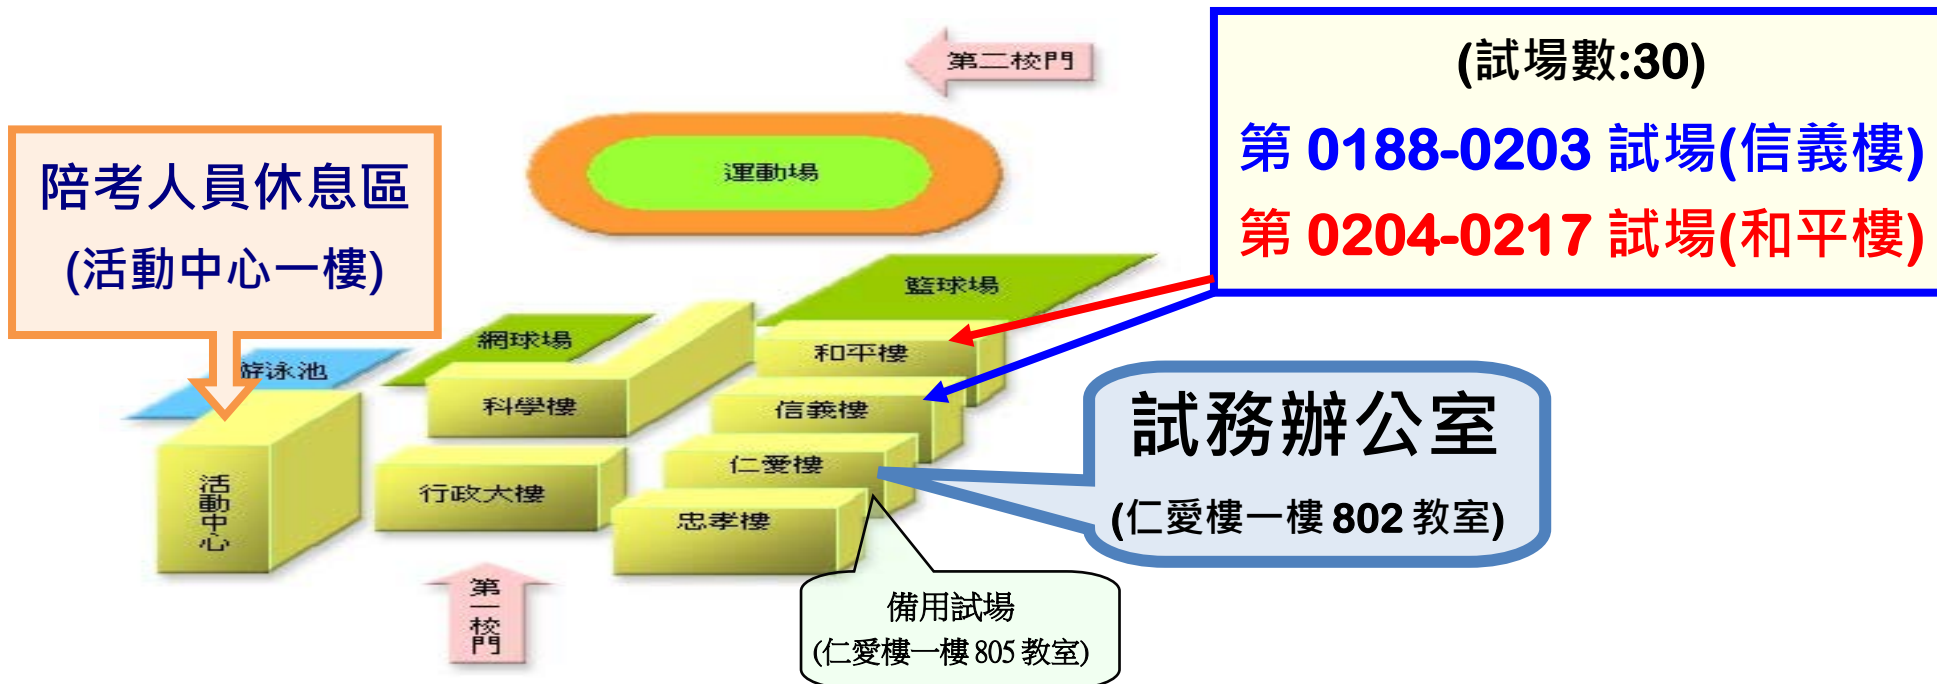 第二校門
(試場數:30)
第 0188-0203 試場(信義樓)
第 0204-0217 試場(和平樓)
陪考人員休息區
(活動中心一樓)
運動場
籃球場
網球場
游泳池
和平樓
科學樓
信義樓
仁愛樓
行政大樓
忠孝樓
活動中心
試務辦公室
(仁愛樓一樓 802 教室)
第一校門
備用試場
(仁愛樓一樓 805 教室)